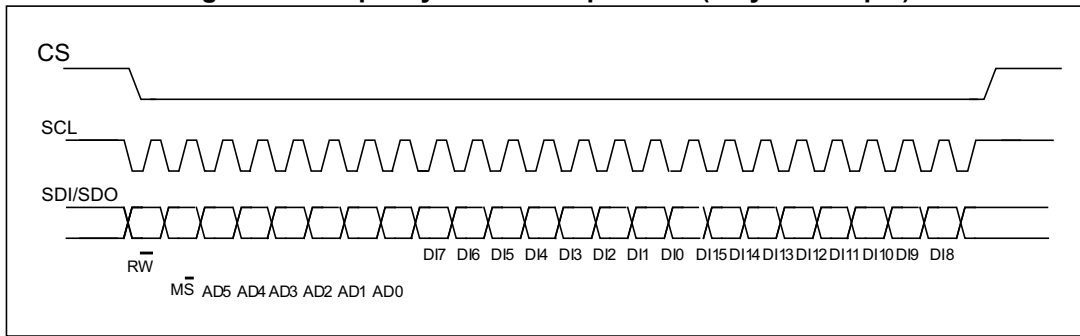 CS
SCL
SDI/SDO
RW̅
DI7 DI6 DI5 DI4 DI3 DI2 DI1 DI0 DI15 DI14 DI13 DI12 DI11 DI10 DI9 DI8
MS̅ AD5 AD4 AD3 AD2 AD1 AD0